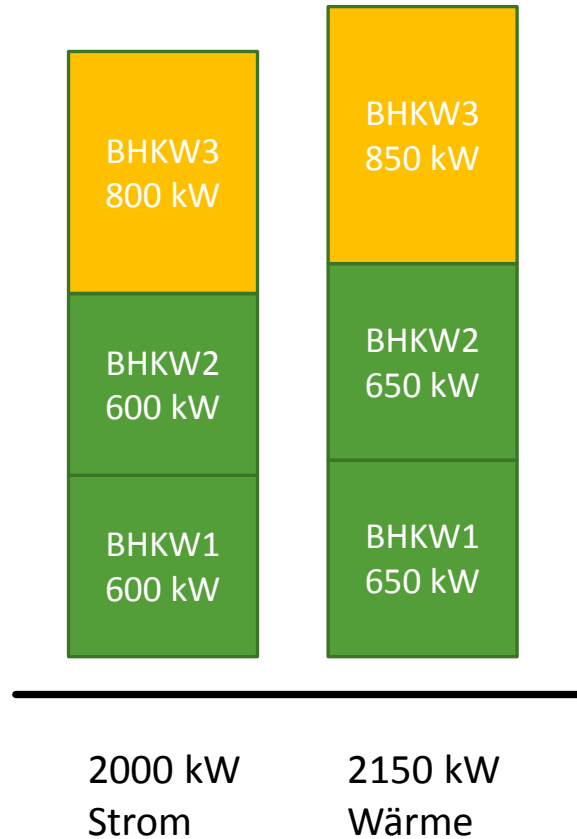 BHKW3
800 kW
BHKW2
600 kW
BHKW1
600 kW
BHKW3
850 kW
BHKW2
650 kW
BHKW1
650 kW
2000 kW
Strom
2150 kW
Wärme